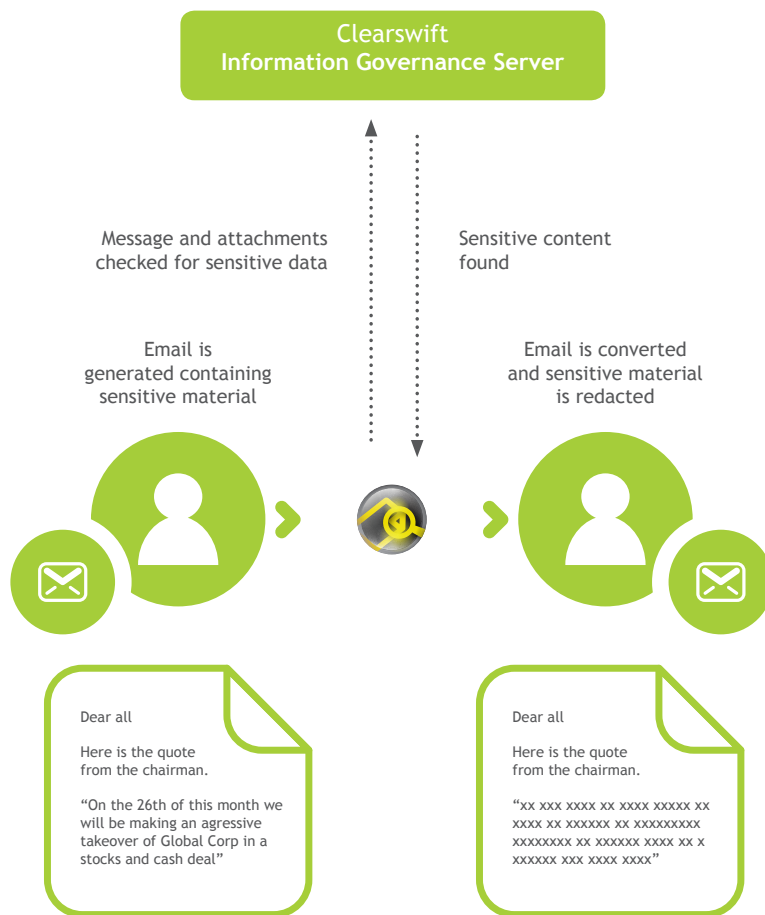 Clearswift
Information Governance Server
Message and attachments
checked for sensitive data
Sensitive content
found
Email is
generated containing
sensitive material
Email is converted
and sensitive material
is redacted
Dear all
Here is the quote
from the chairman.
“On the 26th of this month we
will be making an agressive
takeover of Global Corp in a
stocks and cash deal”
Dear all
Here is the quote
from the chairman.
“xx xxx xxxx xx xxxx xxxxx xx
xxxx xx xxxxxx xx xxxxxxxxx
xxxxxxxx xx xxxxxx xxxx xx x
xxxxxx xxx xxxx xxxx”